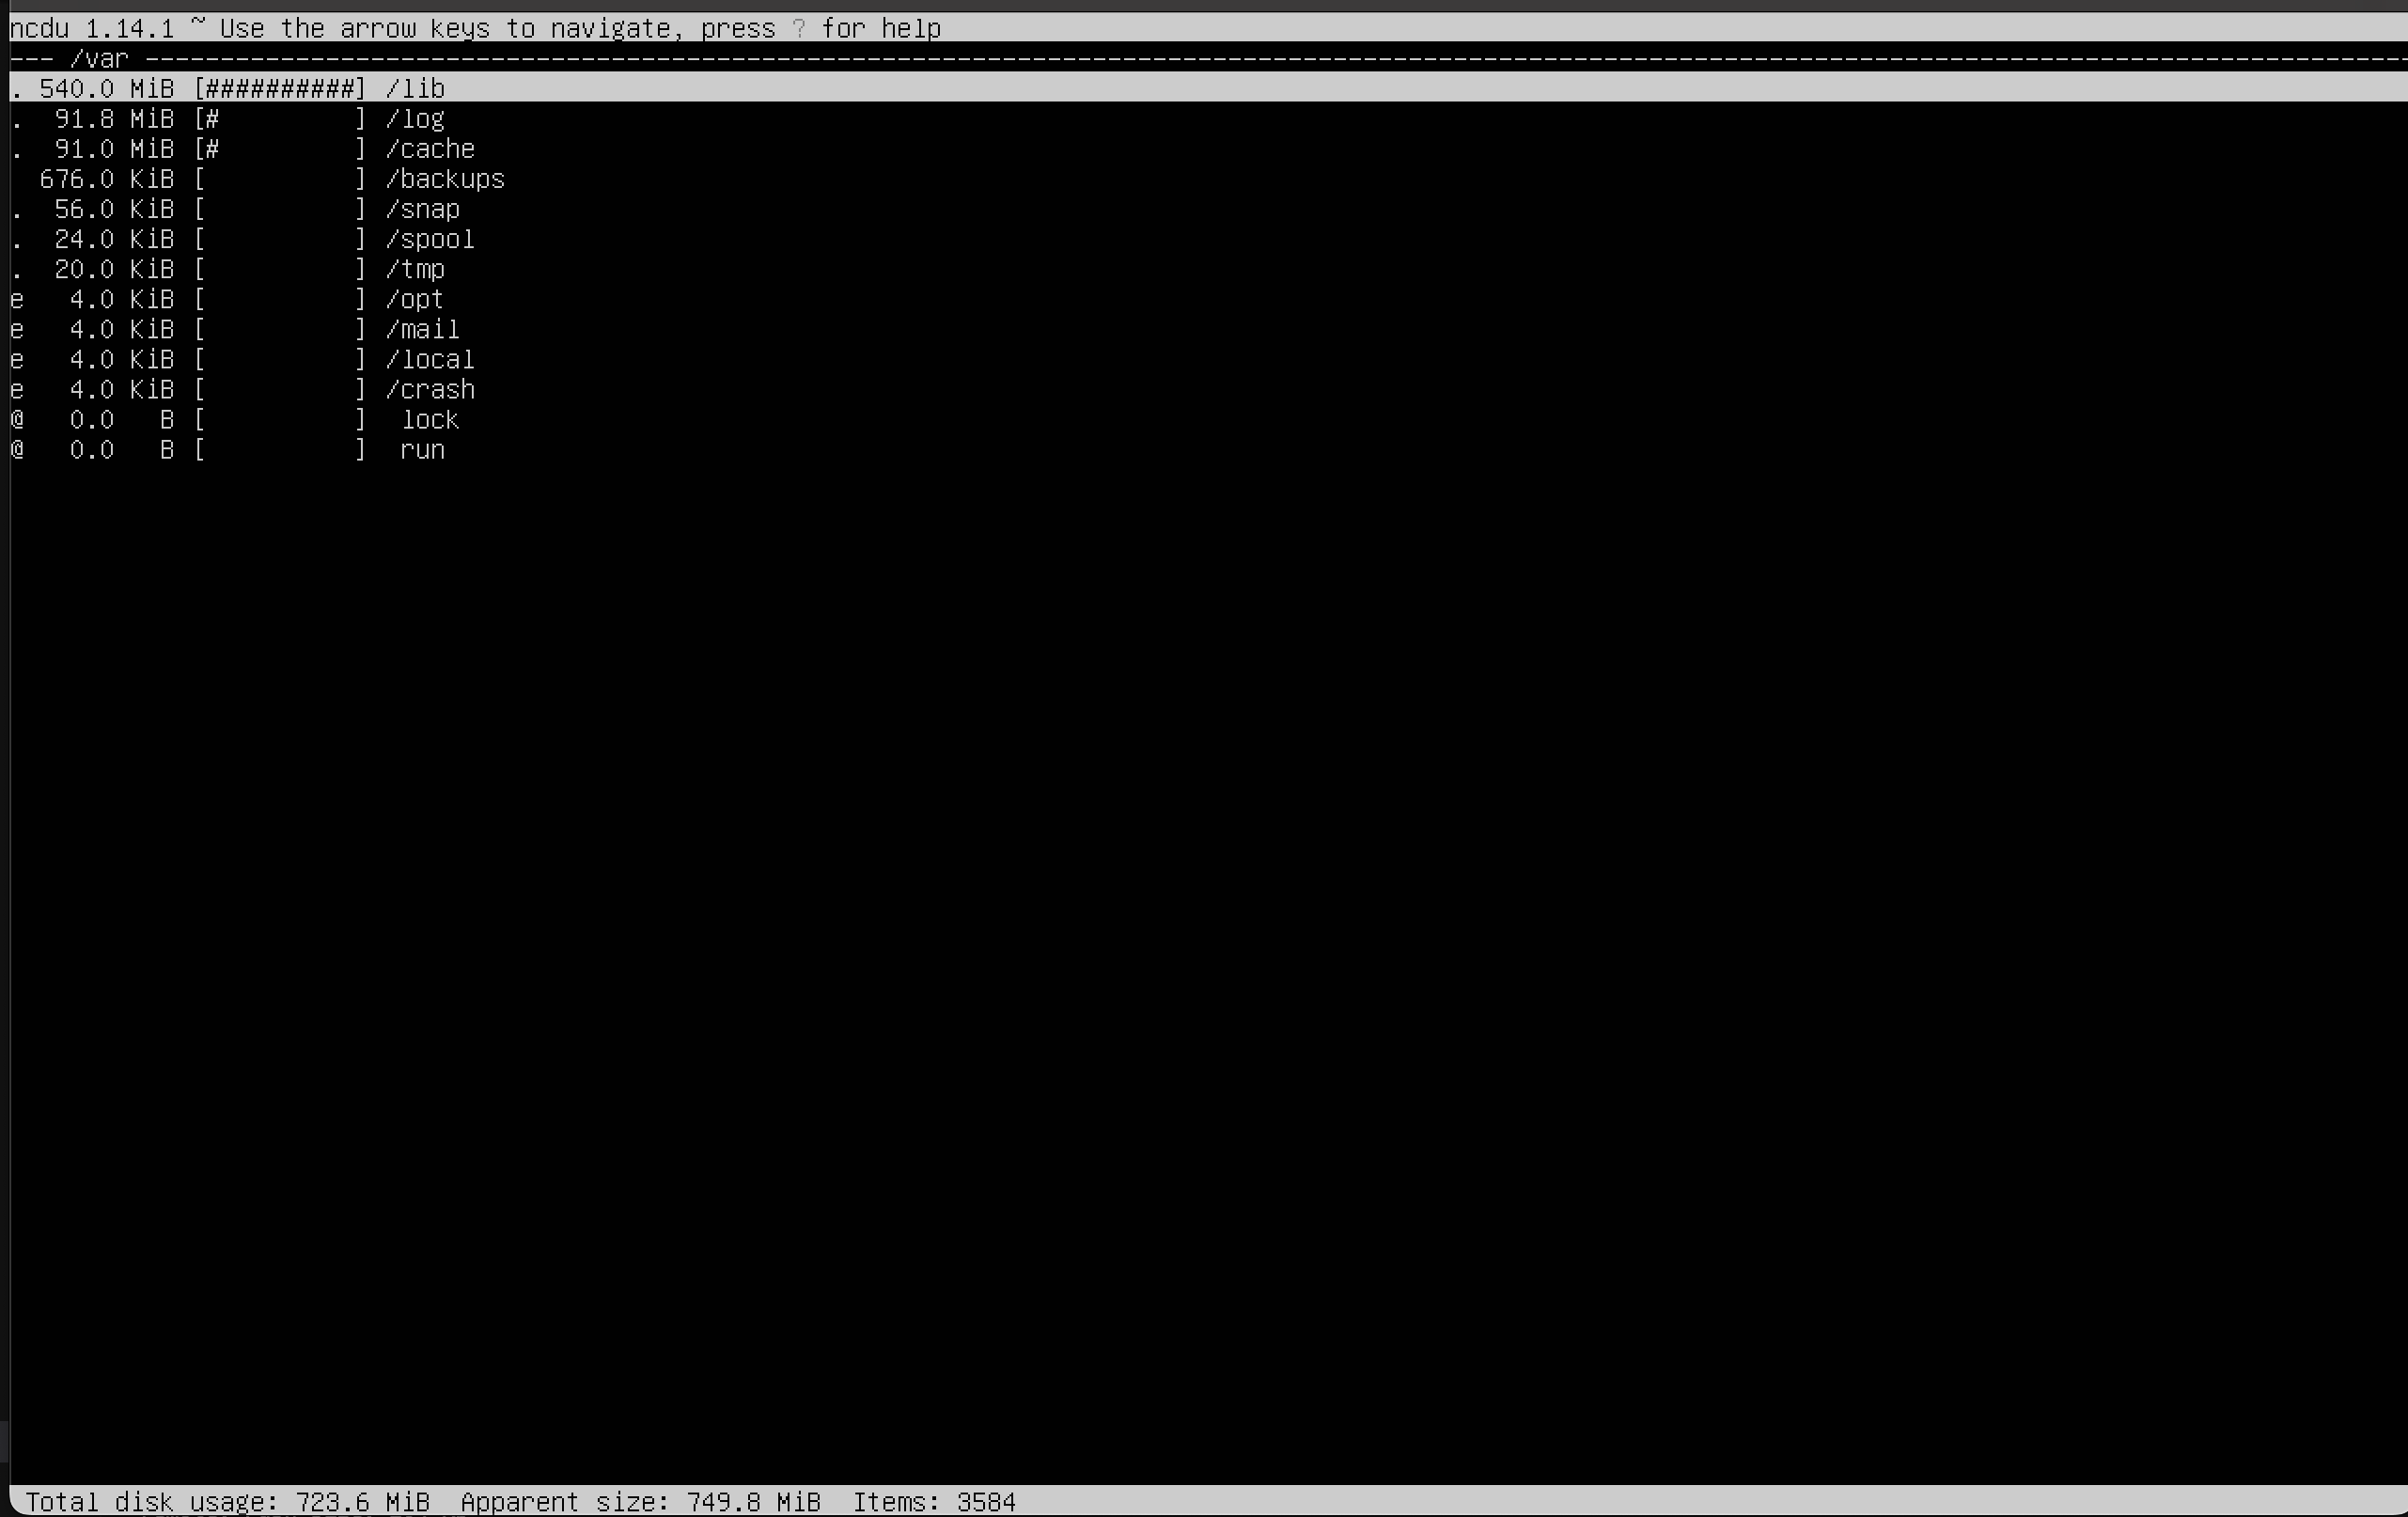 ncdu 1.14.1 ~ Use the arrow keys to navigate, press ? for help
--- /var ----------------------------------------------------------------------------------------------------------------------------------------------------------
. 540.0 MiB [##########] /lib
.  91.8 MiB [#         ] /log
.  91.0 MiB [#         ] /cache
  676.0 KiB [          ] /backups
.  56.0 KiB [          ] /snap
.  24.0 KiB [          ] /spool
.  20.0 KiB [          ] /tmp
e   4.0 KiB [          ] /opt
e   4.0 KiB [          ] /mail
e   4.0 KiB [          ] /local
e   4.0 KiB [          ] /crash
@   0.0   B [          ]  lock
@   0.0   B [          ]  run
Total disk usage: 723.6 MiB  Apparent size: 749.8 MiB  Items: 3584